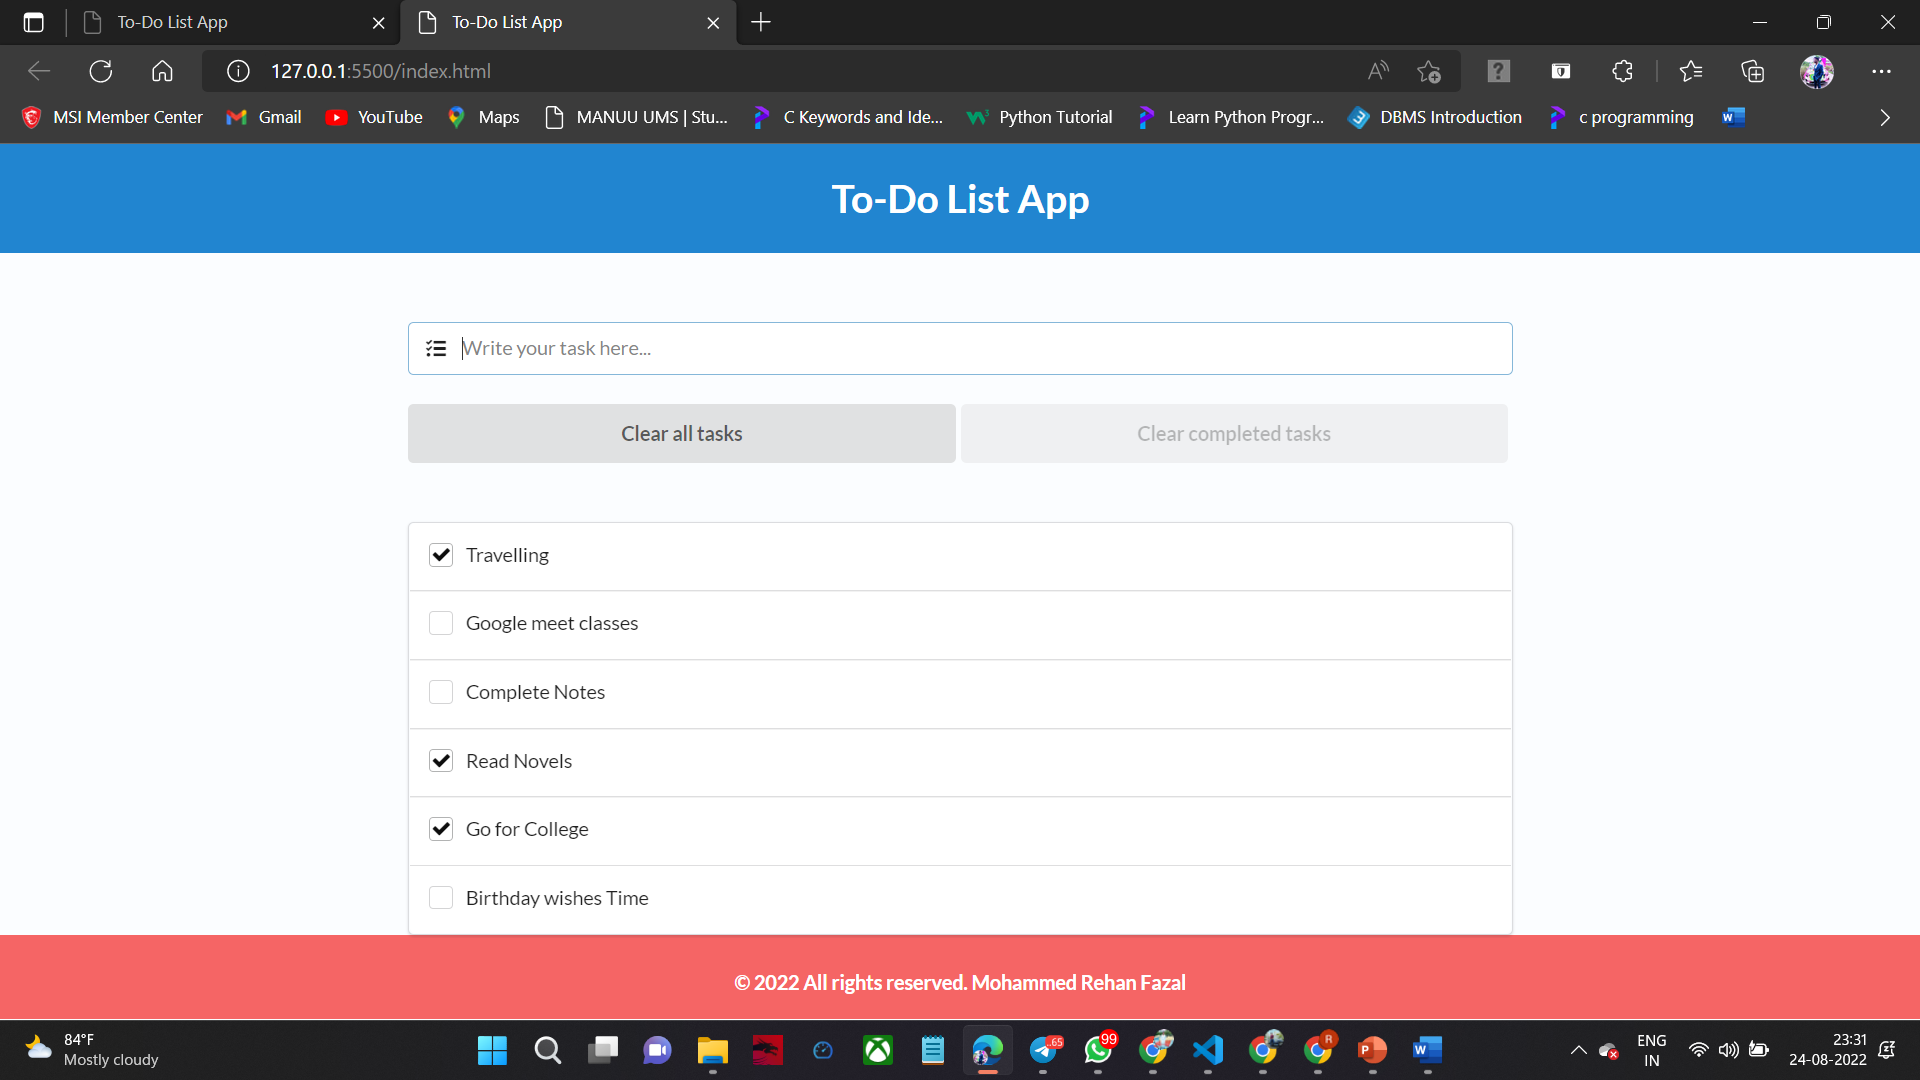 To-Do List App
To-Do List App
127.0.0.1:5500/index.html
MSI Member Center
Gmail
YouTube
Maps
MANUU UMS | Stu...
C Keywords and Ide...
Python Tutorial
Learn Python Progr...
DBMS Introduction
c programming
To-Do List App
Write your task here...
Clear all tasks
Clear completed tasks
Travelling
Google meet classes
Complete Notes
Read Novels
Go for College
Birthday wishes Time
© 2022 All rights reserved. Mohammed Rehan Fazal
84°F
Mostly cloudy
.65
99
R
ENG
IN
23:31
24-08-2022